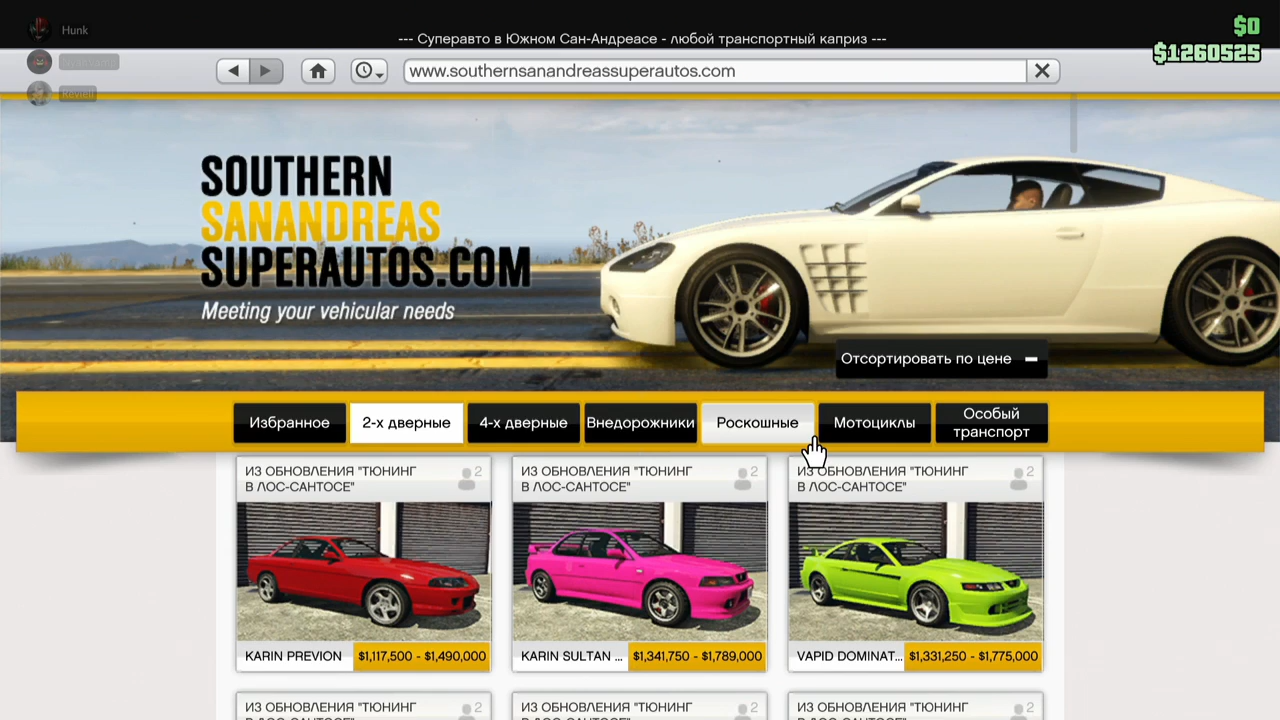 Hunk
$0
--- Суперавто в Южном Сан-Андреасе - любой транспортный каприз ---
$1260525
www.southernsanandreassuperautos.com
Reviell
SOUTHERN
SANANDREAS
SUPERAUTOS.COM
Meeting your vehicular needs
Отсортировать по цене
Избранное
2-х дверные
4-х дверные
Внедорожники
Роскошные
Мотоциклы
Особый
транспорт
ИЗ ОБНОВЛЕНИЯ "ТЮНИНГ
В ЛОС-САНТОСЕ"
2
ИЗ ОБНОВЛЕНИЯ "ТЮНИНГ
В ЛОС-САНТОСЕ"
2
ИЗ ОБНОВЛЕНИЯ "ТЮНИНГ
В ЛОС-САНТОСЕ"
2
KARIN PREVION
$1,117,500 - $1,490,000
KARIN SULTAN ...
$1,341,750 - $1,789,000
VAPID DOMINAT...
$1,331,250 - $1,775,000
ИЗ ОБНОВЛЕНИЯ "ТЮНИНГ
2
ИЗ ОБНОВЛЕНИЯ "ТЮНИНГ
2
ИЗ ОБНОВЛЕНИЯ "ТЮНИНГ
2